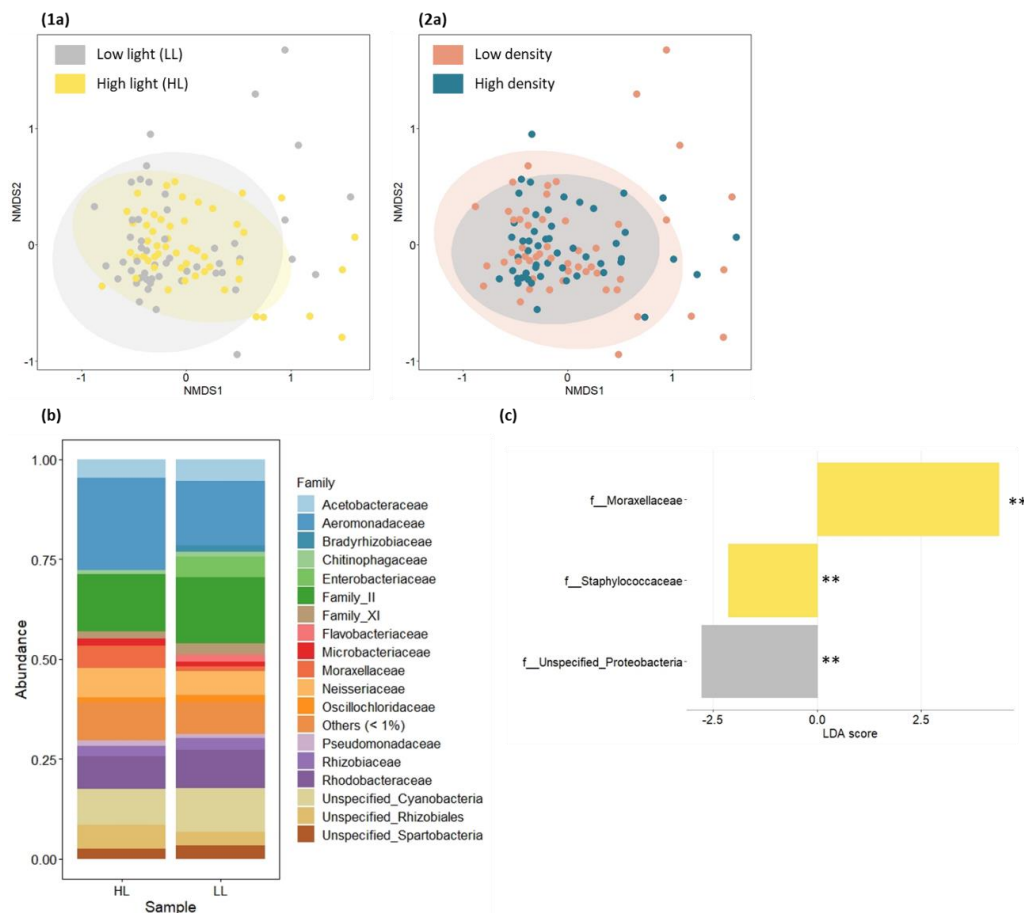 (1a)
Low light (LL)
High light (HL)
NMDS2
1
0
-1
-1
0
1
NMDS1
(2a)
Low density
High density
NMDS2
1
0
-1
-1
0
1
NMDS1
(b)
Abundance
1.00
0.75
0.50
0.25
0.00
HL
LL
Sample
Family
Acetobacteraceae
Aeromonadaceae
Bradyrhizobiaceae
Chitinophagaceae
Enterobacteriaceae
Family_II
Family_XI
Flavobacteriaceae
Microbacteriaceae
Moraxellaceae
Neisseriaceae
Oscillochloridaceae
Others (< 1%)
Pseudomonadaceae
Rhizobiaceae
Rhodobacteraceae
Unspecified_Cyanobacteria
Unspecified_Rhizobiales
Unspecified_Spartobacteria
(c)
f__Moraxellaceae
**
f__Staphylococcaceae
**
f__Unspecified_Proteobacteria
**
-2.5
0.0
2.5
LDA score